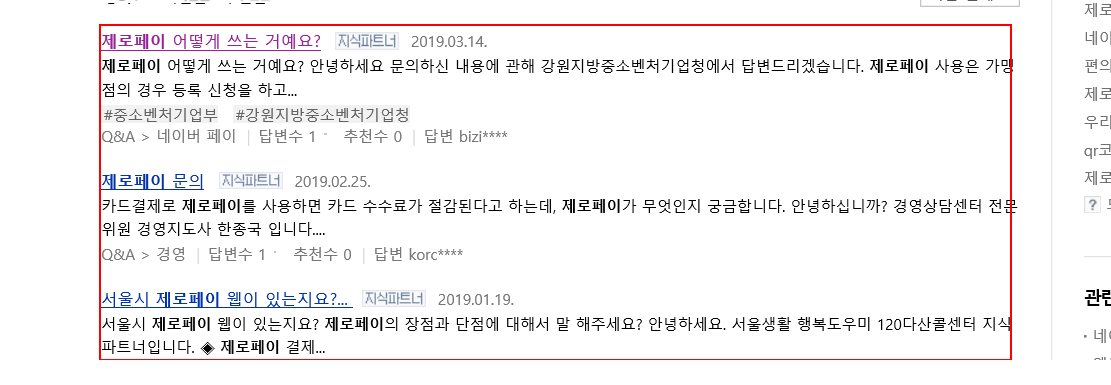 제로페이 어떻게 쓰는 거예요? 지식파트너 2019.03.14.
제로페이 어떻게 쓰는 거예요? 안녕하세요 문의하신 내용에 관해 강원지방중소벤처기업청에서 답변드리겠습니다. 제로페이 사용은 가맹
점의 경우 등록 신청을 하고...
#중소벤처기업부 #강원지방중소벤처기업청
Q&A > 네이버 페이 | 답변수 1 · 추천수 0 | 답변 bizi****
제로페이 문의 지식파트너 2019.02.25.
카드결제로 제로페이를 사용하면 카드 수수료가 절감된다고 하는데, 제로페이가 무엇인지 궁금합니다. 안녕하십니까? 경영상담센터 전문
위원 경영지도사 한종국 입니다....
Q&A > 경영 | 답변수 1 · 추천수 0 | 답변 korc****
서울시 제로페이 웹이 있는지요?... 지식파트너 2019.01.19.
서울시 제로페이 웹이 있는지요? 제로페이의 장점과 단점에 대해서 말 해주세요? 안녕하세요. 서울생활 행복도우미 120다산콜센터 지식
파트너입니다. ◈ 제로페이 결제...
제로
네이
편의
제로
우리
qr코
제로
?
관련
· 네이